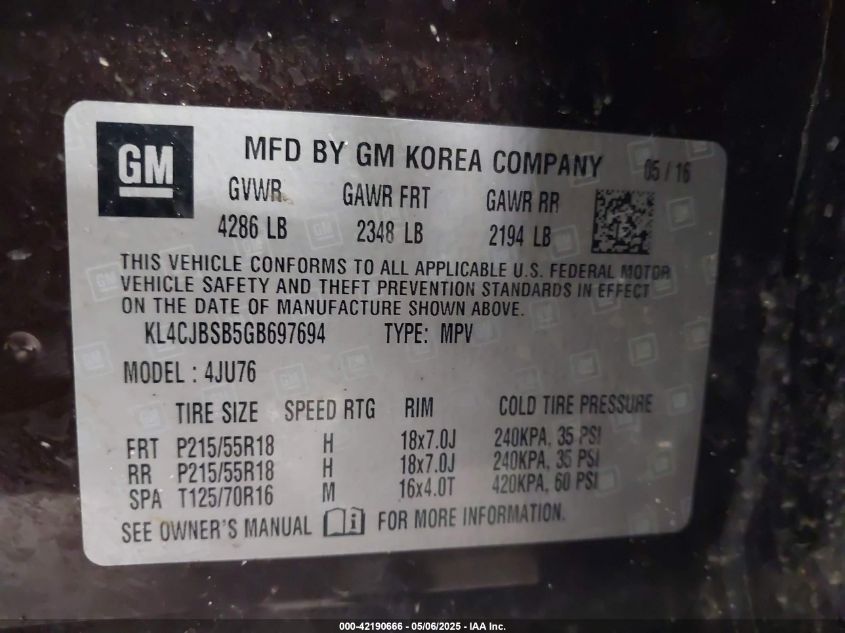 GM
MFD BY GM KOREA COMPANY 05 / 16
GVWR GAWR FRT GAWR RR
4286 LB 2348 LB 2194 LB
THIS VEHICLE CONFORMS TO ALL APPLICABLE U.S. FEDERAL MOTOR
VEHICLE SAFETY AND THEFT PREVENTION STANDARDS IN EFFECT
ON THE DATE OF MANUFACTURE SHOWN ABOVE.
KL4CJBSB5GB697694 TYPE: MPV
MODEL : 4JU76
TIRE SIZE SPEED RTG RIM COLD TIRE PRESSURE
FRT P215/55R18 H 18x7.0J 240KPA, 35 PSI
RR P215/55R18 H 18x7.0J 240KPA, 35 PSI
SPA T125/70R16 M 16x4.0T 420KPA, 60 PSI
SEE OWNER'S MANUAL FOR MORE INFORMATION.
000-42190666 - 05/06/2025 - IAA Inc.